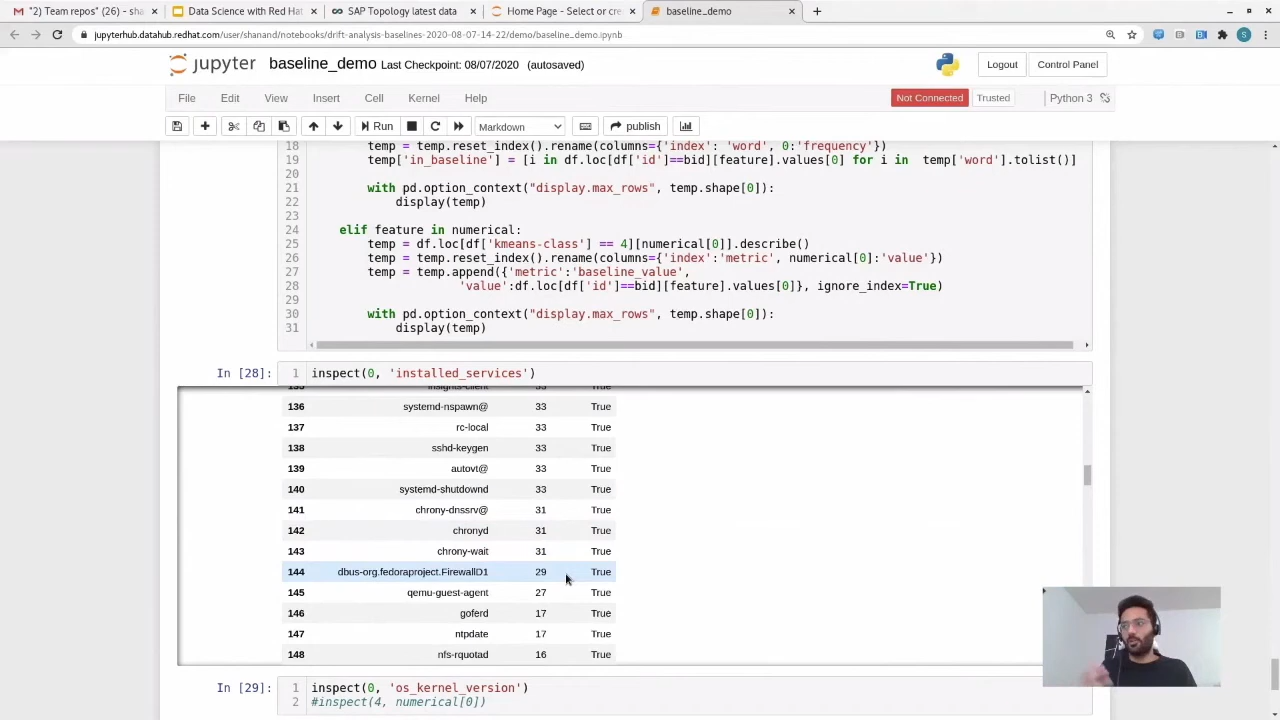 "2) Team repos" (26) - sha
Data Science with Red Hat
SAP Topology latest data
Home Page - Select or cre
baseline_demo
jupyterhub.datahub.redhat.com/user/shanand/notebooks/drift-analysis-baselines-2020-08-07-14-22/demo/baseline_demo.ipynb
S
jupyter baseline_demo Last Checkpoint: 08/07/2020 (autosaved)
Logout
Control Panel
File Edit View Insert Cell Kernel Help
Not Connected
Trusted
Python 3
Run
Markdown
publish
18 temp = temp.reset_index().rename(columns={'index': 'word', 0:'frequency'})
19 temp['in_baseline'] = [i in df.loc[df['id']==bid][feature].values[0] for i in  temp['word'].tolist()]
20
21 with pd.option_context("display.max_rows", temp.shape[0]):
22 display(temp)
23
24 elif feature in numerical:
25 temp = df.loc[df['kmeans-class'] == 4][numerical[0]].describe()
26 temp = temp.reset_index().rename(columns={'index':'metric', numerical[0]:'value'})
27 temp = temp.append({'metric':'baseline_value',
28 'value':df.loc[df['id']==bid][feature].values[0]}, ignore_index=True)
29
30 with pd.option_context("display.max_rows", temp.shape[0]):
31 display(temp)
In [28]: 1 inspect(0, 'installed_services')
135 insights-client 33 True
136 systemd-nspawn@ 33 True
137 rc-local 33 True
138 sshd-keygen 33 True
139 autovt@ 33 True
140 systemd-shutdownd 33 True
141 chrony-dnssrv@ 31 True
142 chronyd 31 True
143 chrony-wait 31 True
144 dbus-org.fedoraproject.FirewallD1 29 True
145 qemu-guest-agent 27 True
146 goferd 17 True
147 ntpdate 17 True
148 nfs-rquotad 16 True
In [29]: 1 inspect(0, 'os_kernel_version')
2 #inspect(4, numerical[0])